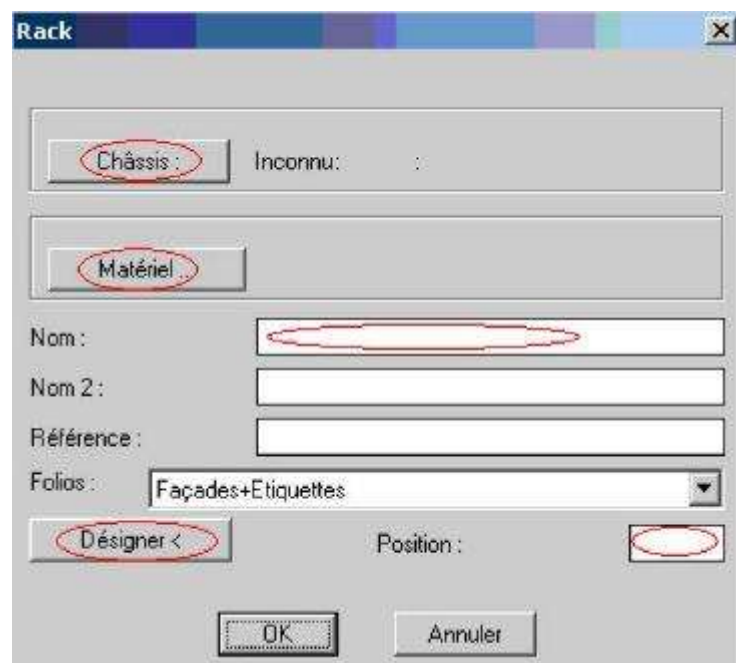 Rack
Châssis : Inconnu: :
Matériel ..
Nom :
Nom 2 :
Référence :
Folios : Façades+Etiquettes
Désigner < Position :
OK Annuler